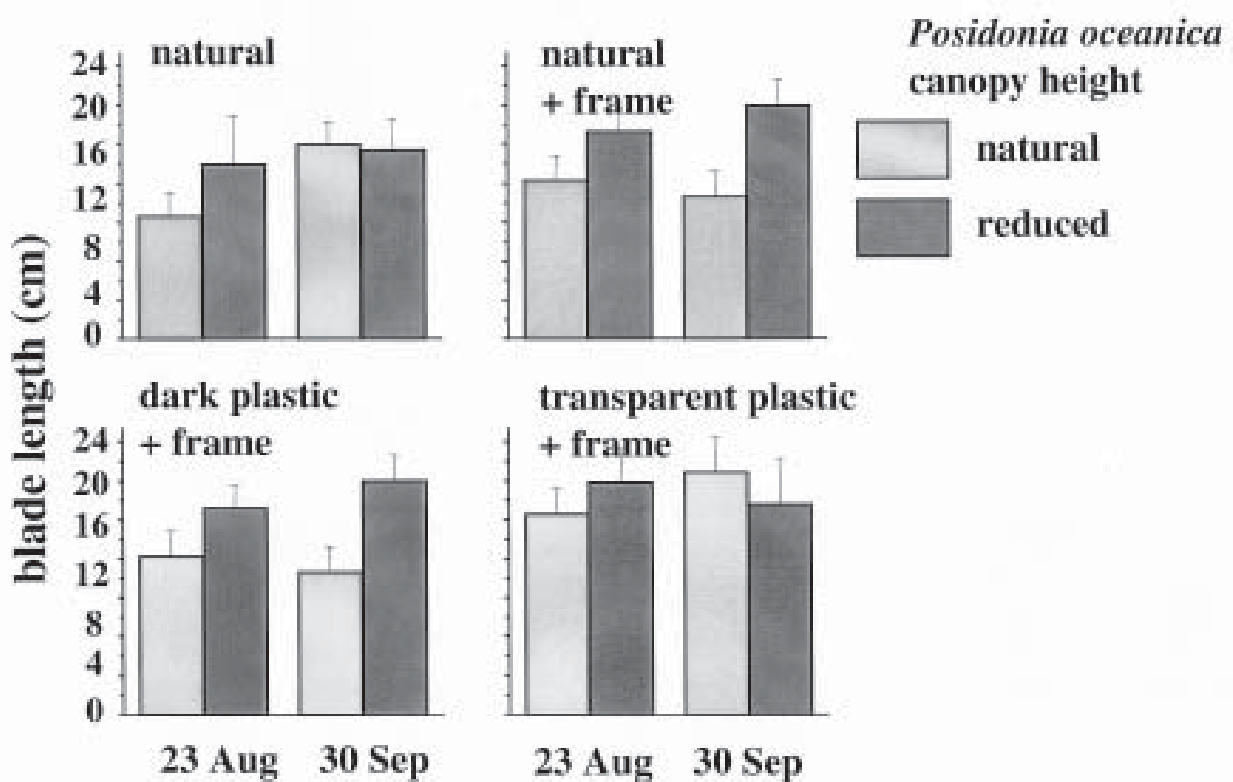 natural
natural
+ frame
Posidonia oceanica
canopy height
natural
reduced
24
20
16
12
8
4
0
blade length (cm)
dark plastic
+ frame
transparent plastic
+ frame
24
20
16
12
8
4
0
23 Aug 30 Sep
23 Aug 30 Sep